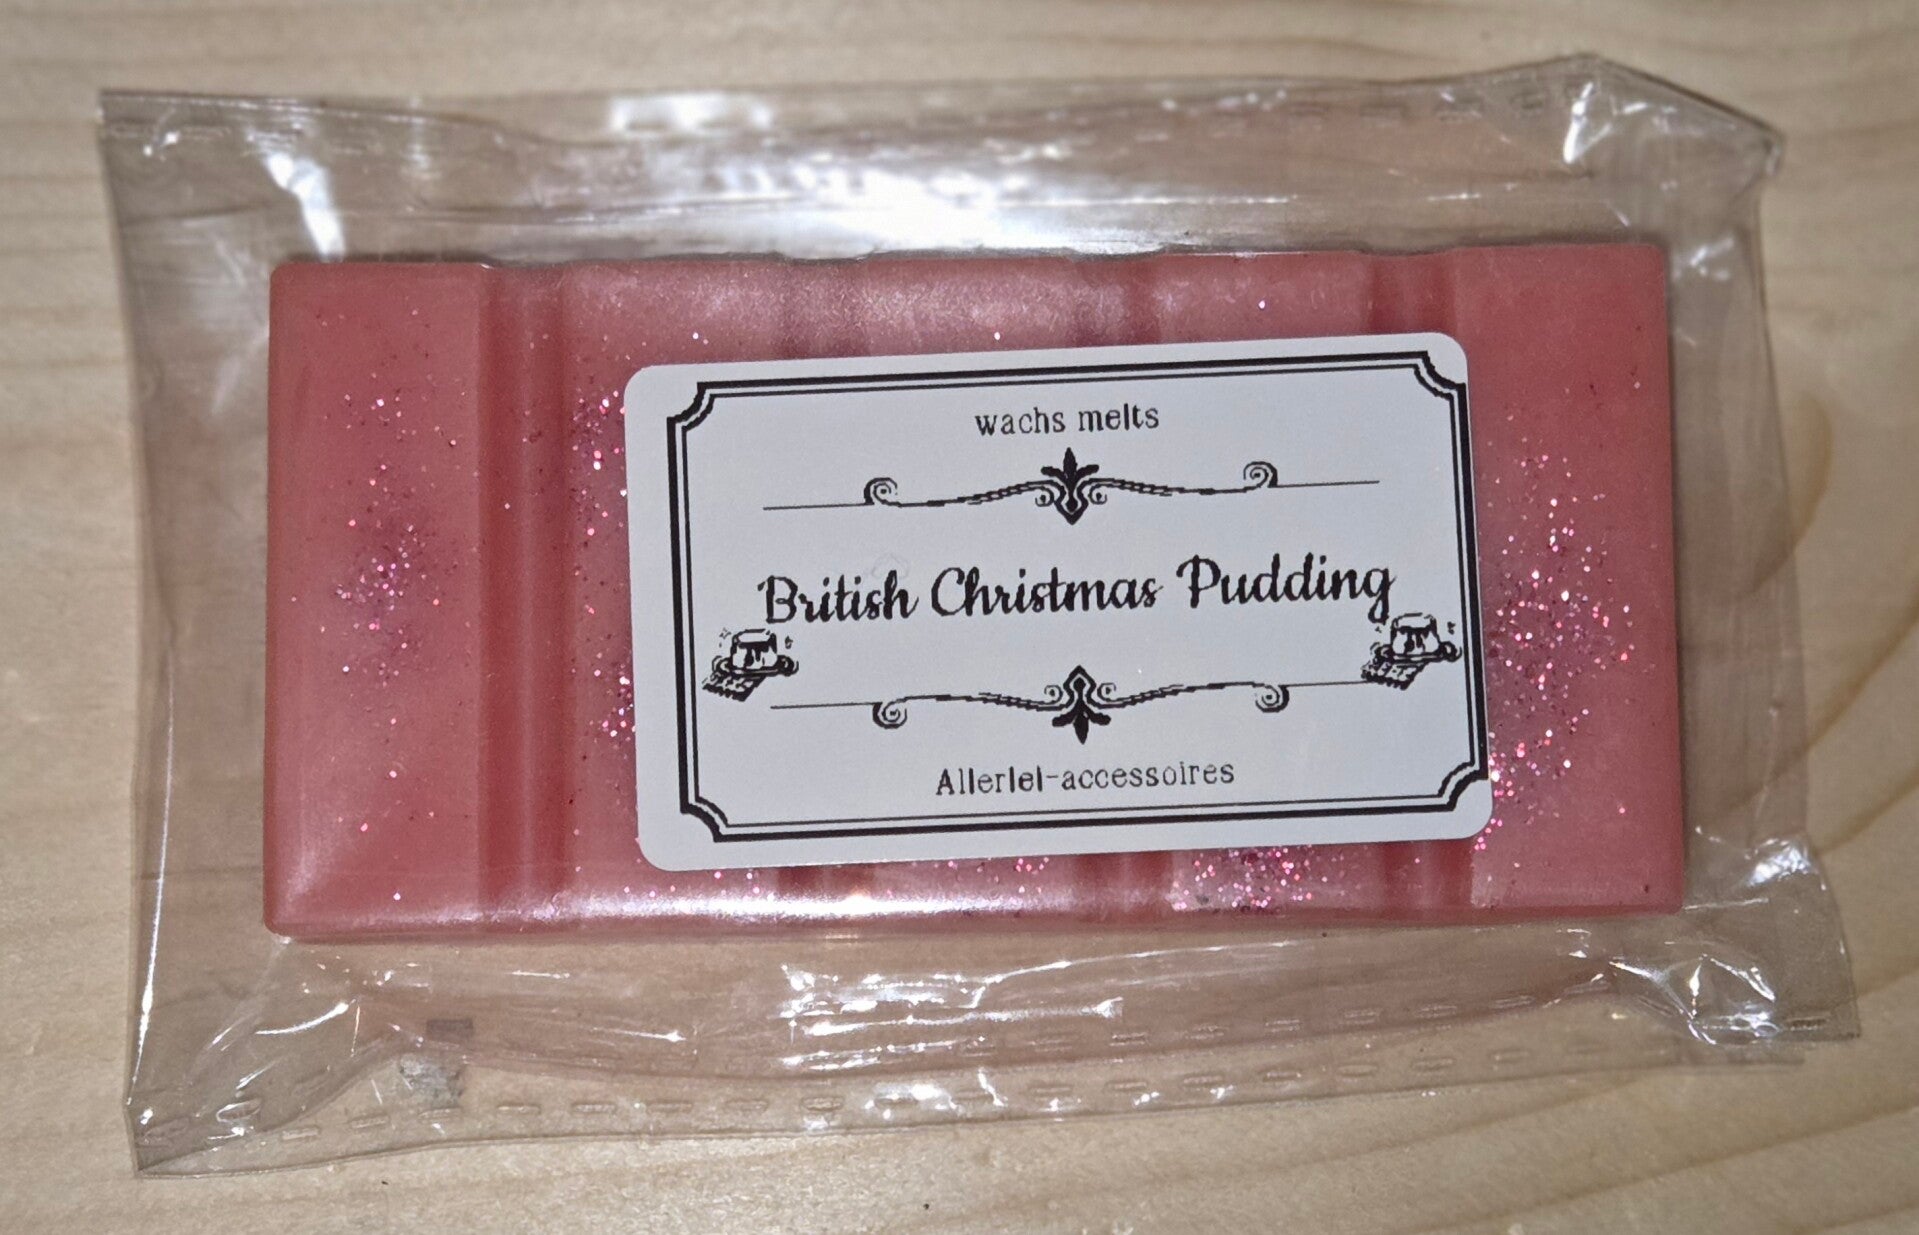 wachs melts
British Christmas Pudding
Allerlei-accessoires